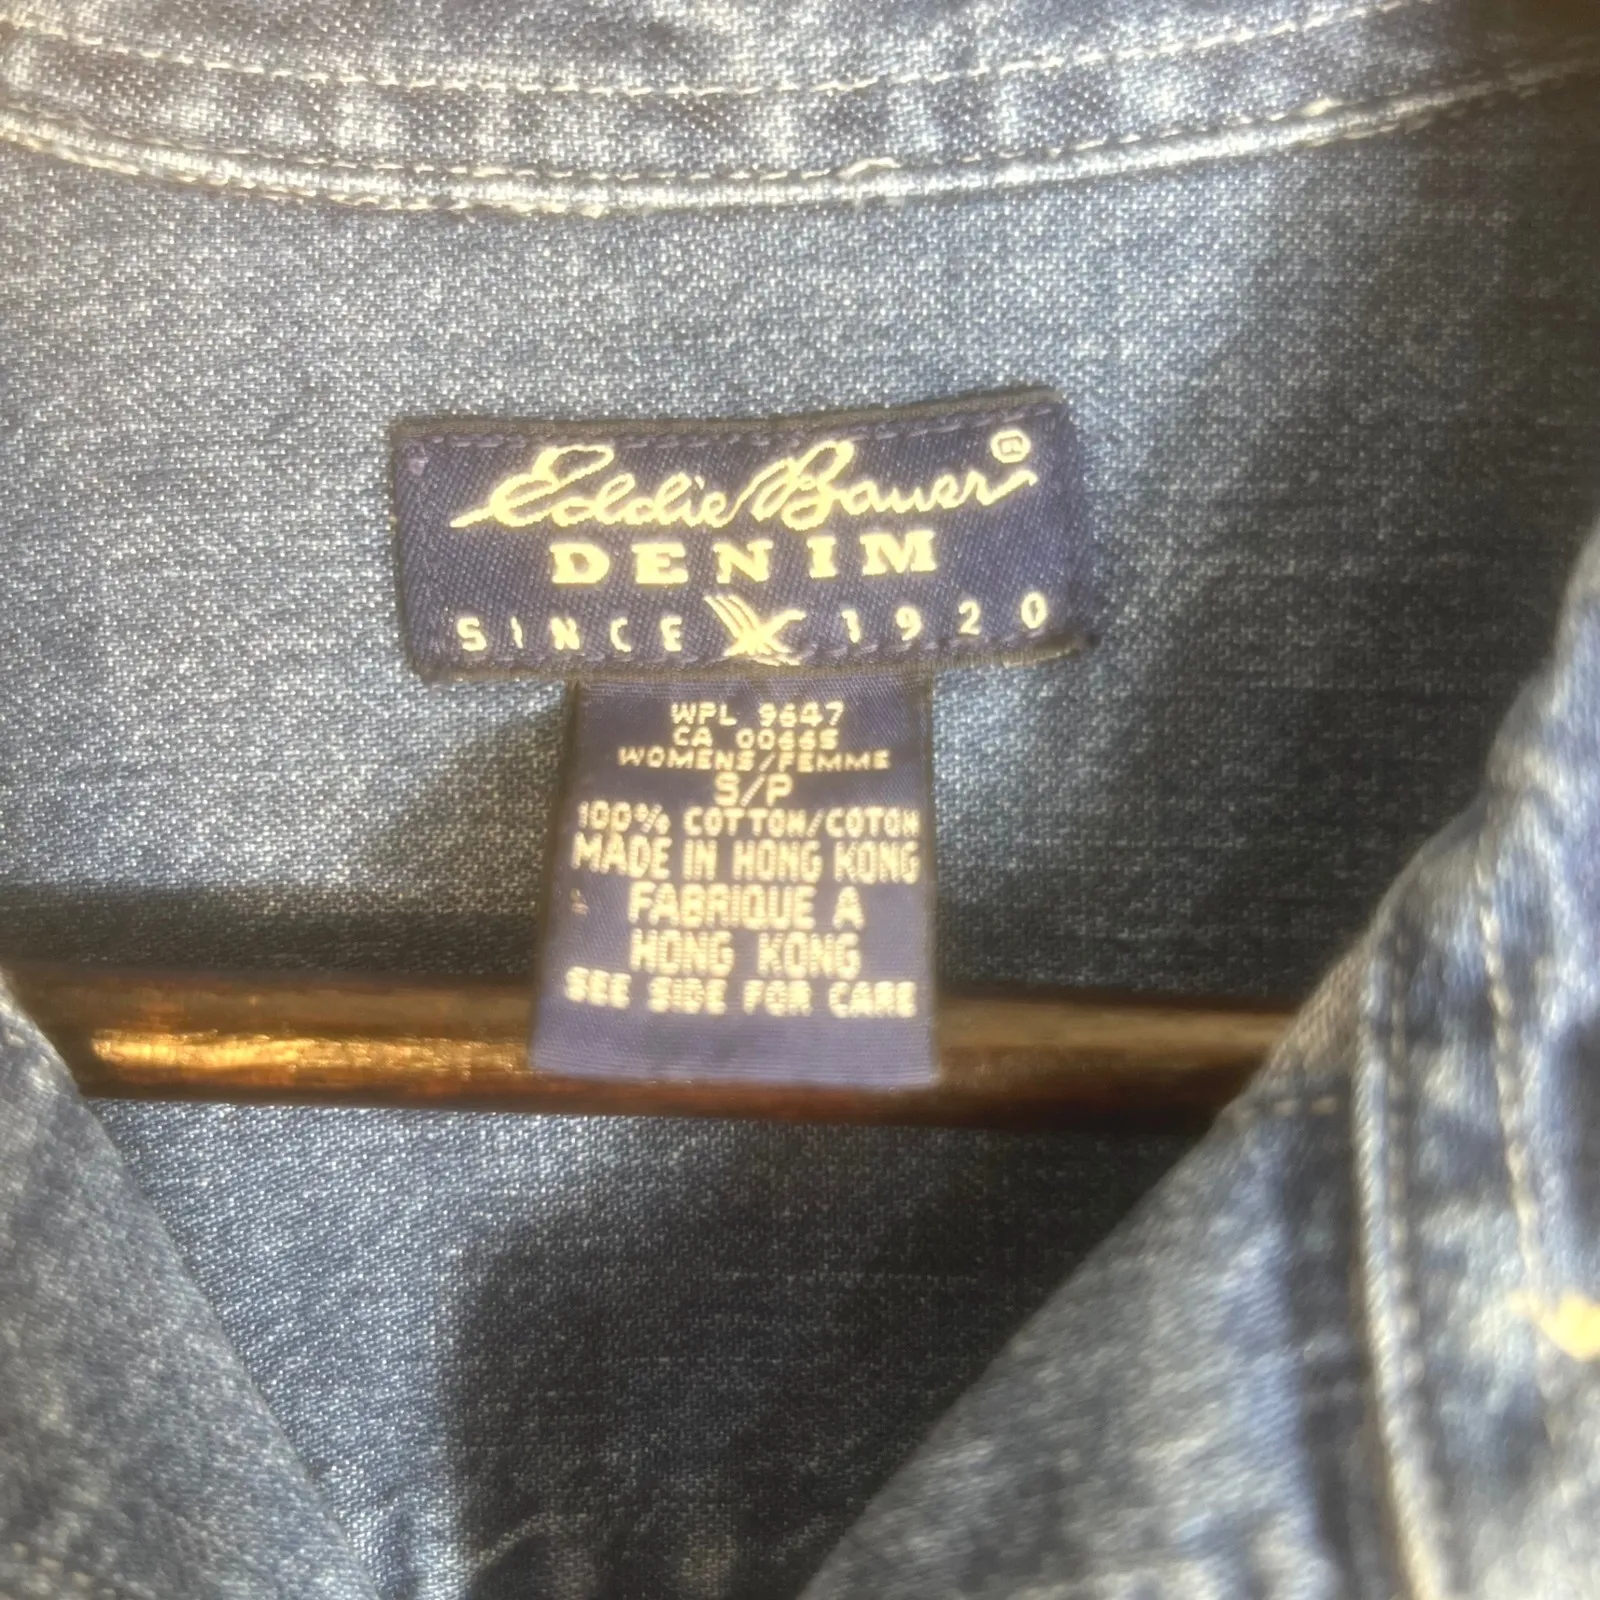 Eddie Bauer®
DENIM
SINCE 1920
WPL 9647
CA 00665
WOMENS/FEMME
S/P
100% COTTON/COTON
MADE IN HONG KONG
FABRIQUE A
HONG KONG
SEE SIDE FOR CARE